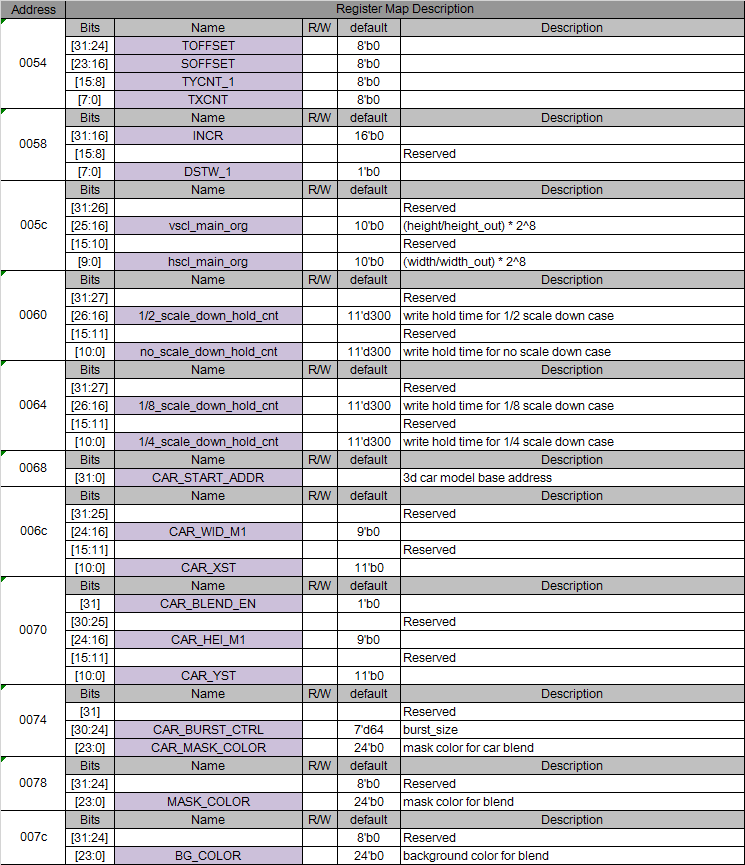 Address Register Map Description
Bits Name R/W default Description
[31:24] TOFFSET 8'b0
0054 [23:16] SOFFSET 8'b0
[15:8] TYCNT_1 8'b0
[7:0] TXCNT 8'b0
Bits Name R/W default Description
[31:16] INCR 16'b0
0058 [15:8] Reserved
[7:0] DSTW_1 1'b0
Bits Name R/W default Description
[31:26] Reserved
005c [25:16] vscl_main_org 10'b0 (height/height_out) * 2^8
[15:10] Reserved
[9:0] hscl_main_org 10'b0 (width/width_out) * 2^8
Bits Name R/W default Description
[31:27] Reserved
0060 [26:16] 1/2_scale_down_hold_cnt 11'd300 write hold time for 1/2 scale down case
[15:11] Reserved
[10:0] no_scale_down_hold_cnt 11'd300 write hold time for no scale down case
Bits Name R/W default Description
[31:27] Reserved
0064 [26:16] 1/8_scale_down_hold_cnt 11'd300 write hold time for 1/8 scale down case
[15:11] Reserved
[10:0] 1/4_scale_down_hold_cnt 11'd300 write hold time for 1/4 scale down case
0068 Bits Name R/W default Description
[31:0] CAR_START_ADDR 3d car model base address
Bits Name R/W default Description
[31:25] Reserved
006c [24:16] CAR_WID_M1 9'b0
[15:11] Reserved
[10:0] CAR_XST 11'b0
Bits Name R/W default Description
[31] CAR_BLEND_EN 1'b0
[30:25] Reserved
0070 [24:16] CAR_HEI_M1 9'b0
[15:11] Reserved
[10:0] CAR_YST 11'b0
Bits Name R/W default Description
[31] Reserved
0074 [30:24] CAR_BURST_CTRL 7'd64 burst_size
[23:0] CAR_MASK_COLOR 24'b0 mask color for car blend
Bits Name R/W default Description
0078 [31:24] 8'b0 Reserved
[23:0] MASK_COLOR 24'b0 mask color for blend
Bits Name R/W default Description
007c [31:24] 8'b0 Reserved
[23:0] BG_COLOR 24'b0 background color for blend